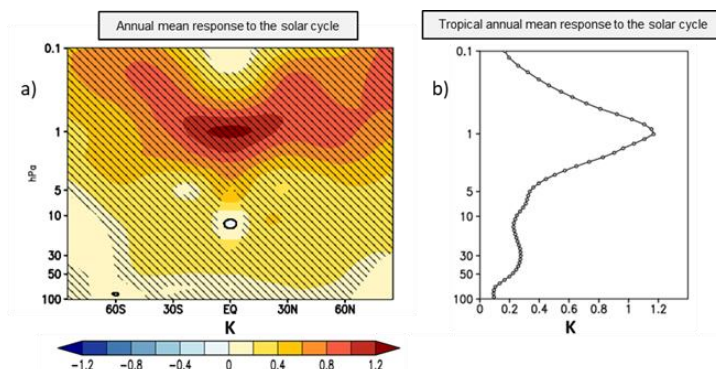 Annual mean response to the solar cycle
Tropical annual mean response to the solar cycle
a)
0.1
1
5
10
30
50
100
hPa
60S 30S EQ 30N 60N
K
-1.2 -0.8 -0.4 0 0.4 0.8 1.2
b)
0.1
1
5
10
30
50
100
0 0.2 0.4 0.6 0.8 1 1.2
K